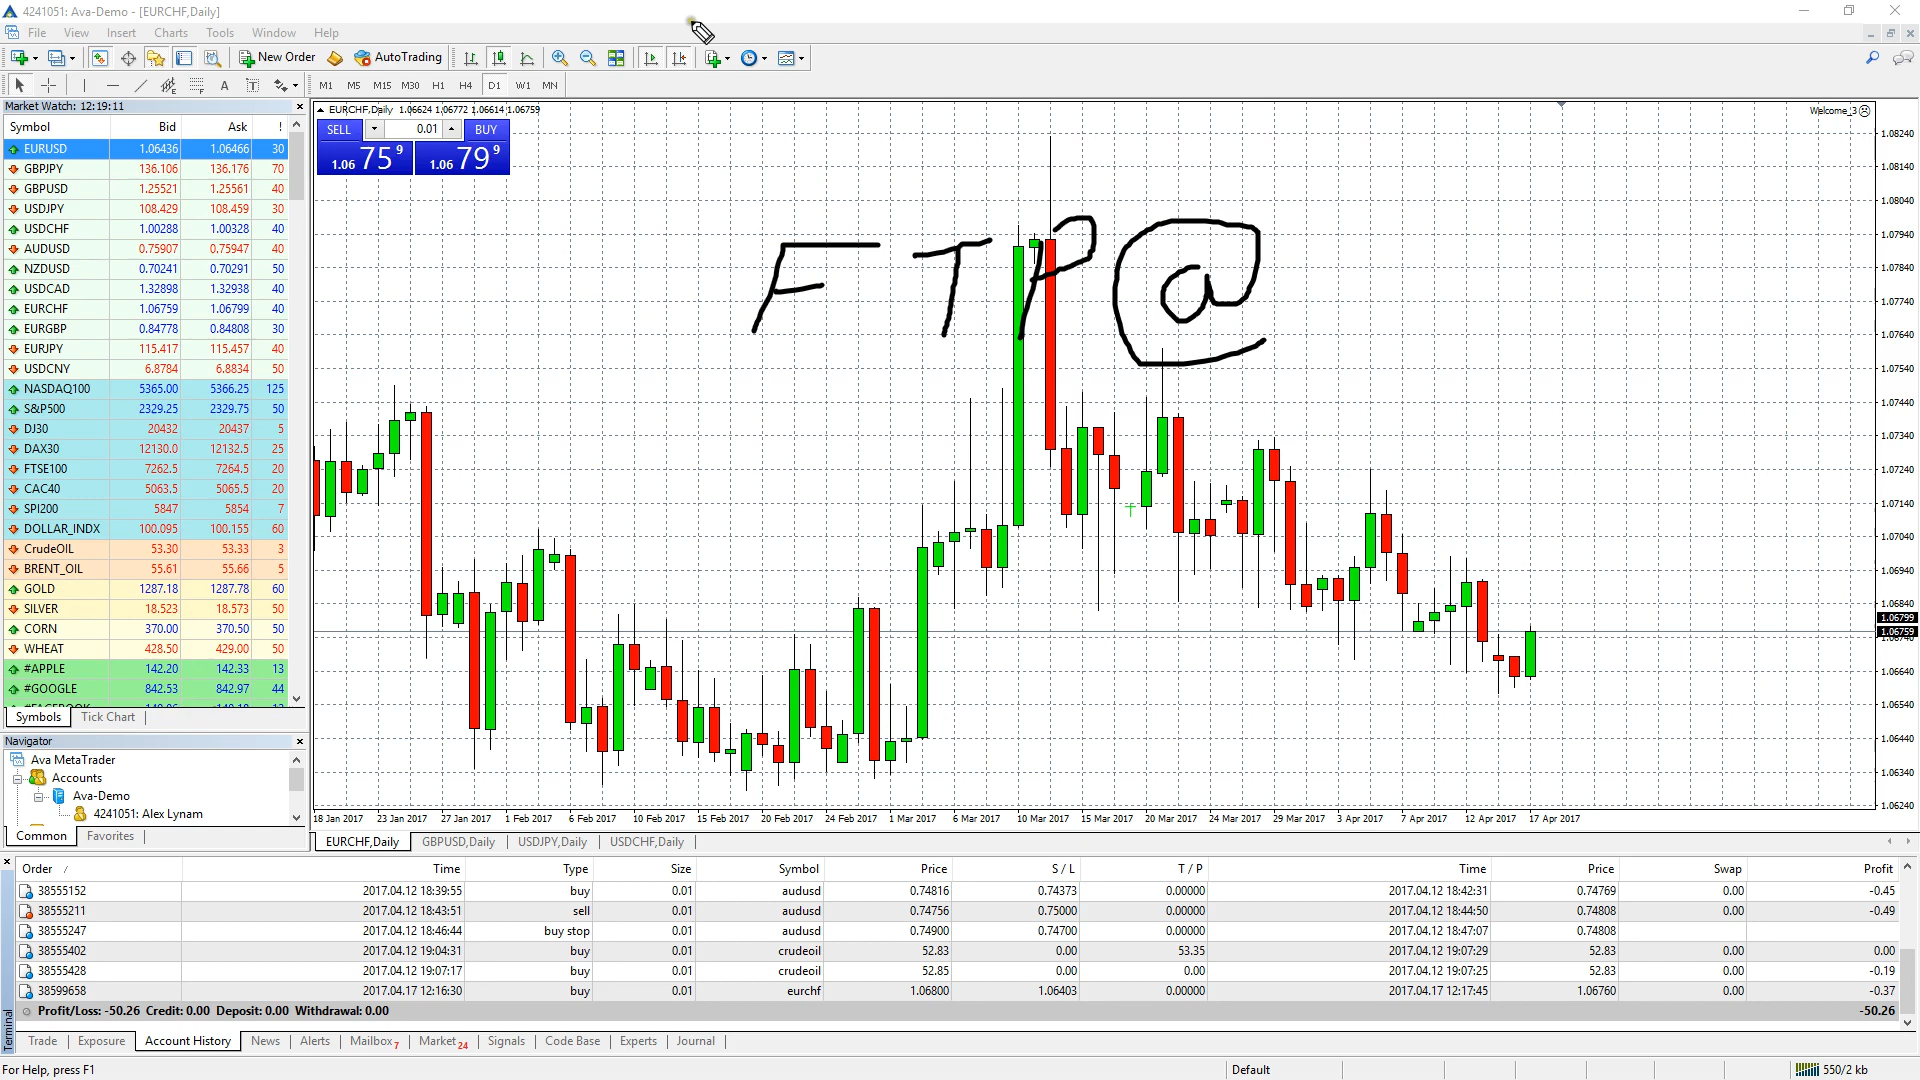 4241051: Ava-Demo - [EURCHF,Daily]
File View Insert Charts Tools Window Help
New Order AutoTrading
A T M1 M5 M15 M30 H1 H4 D1 W1 MN
Market Watch: 12:19:11
Symbol Bid Ask !
EURUSD 1.06436 1.06466 30
GBPJPY 136.106 136.176 70
GBPUSD 1.25521 1.25561 40
USDJPY 108.429 108.459 30
USDCHF 1.00288 1.00328 40
AUDUSD 0.75907 0.75947 40
NZDUSD 0.70241 0.70291 50
USDCAD 1.32898 1.32938 40
EURCHF 1.06759 1.06799 40
EURGBP 0.84778 0.84808 30
EURJPY 115.417 115.457 40
USDCNY 6.8784 6.8834 50
NASDAQ100 5365.00 5366.25 125
S&P500 2329.25 2329.75 50
DJ30 20432 20437 5
DAX30 12130.0 12132.5 25
FTSE100 7262.5 7264.5 20
CAC40 5063.5 5065.5 20
SPI200 5847 5854 7
DOLLAR_INDX 100.095 100.155 60
CrudeOIL 53.30 53.33 3
BRENT_OIL 55.61 55.66 5
GOLD 1287.18 1287.78 60
SILVER 18.523 18.573 50
CORN 370.00 370.50 50
WHEAT 428.50 429.00 50
#APPLE 142.20 142.33 13
#GOOGLE 842.53 842.97 44
Symbols Tick Chart
Navigator
Ava MetaTrader
Accounts
Ava-Demo
4241051: Alex Lynam
Common Favorites
EURCHF,Daily 1.06624 1.06772 1.06614 1.06759
Welcome_3
SELL 0.01 BUY
1.06 75 9 1.06 79 9
FTP@
1.08240
1.08140
1.08040
1.07940
1.07840
1.07740
1.07640
1.07540
1.07440
1.07340
1.07240
1.07140
1.07040
1.06940
1.06840
1.06799
1.06759
1.06740
1.06640
1.06540
1.06440
1.06340
1.06240
18 Jan 2017 23 Jan 2017 27 Jan 2017 1 Feb 2017 6 Feb 2017 10 Feb 2017 15 Feb 2017 20 Feb 2017 24 Feb 2017 1 Mar 2017 6 Mar 2017 10 Mar 2017 15 Mar 2017 20 Mar 2017 24 Mar 2017 29 Mar 2017 3 Apr 2017 7 Apr 2017 12 Apr 2017 17 Apr 2017
EURCHF,Daily GBPUSD,Daily USDJPY,Daily USDCHF,Daily
Order / Time Type Size Symbol Price S / L T / P Time Price Swap Profit
38555152 2017.04.12 18:39:55 buy 0.01 audusd 0.74816 0.74373 0.00000 2017.04.12 18:42:31 0.74769 0.00 -0.45
38555211 2017.04.12 18:43:51 sell 0.01 audusd 0.74756 0.75000 0.00000 2017.04.12 18:44:50 0.74808 0.00 -0.49
38555247 2017.04.12 18:46:44 buy stop 0.01 audusd 0.74900 0.74700 0.00000 2017.04.12 18:47:07 0.74808
38555402 2017.04.12 19:04:31 buy 0.01 crudeoil 52.83 0.00 53.35 2017.04.12 19:07:29 52.83 0.00 0.00
38555428 2017.04.12 19:07:17 buy 0.01 crudeoil 52.85 0.00 0.00 2017.04.12 19:07:25 52.83 0.00 -0.19
38599658 2017.04.17 12:16:30 buy 0.01 eurchf 1.06800 1.06403 0.00000 2017.04.17 12:17:45 1.06760 0.00 -0.37
Profit/Loss: -50.26 Credit: 0.00 Deposit: 0.00 Withdrawal: 0.00 -50.26
Terminal
Trade Exposure Account History News Alerts Mailbox 7 Market 24 Signals Code Base Experts Journal
For Help, press F1 Default 550/2 kb